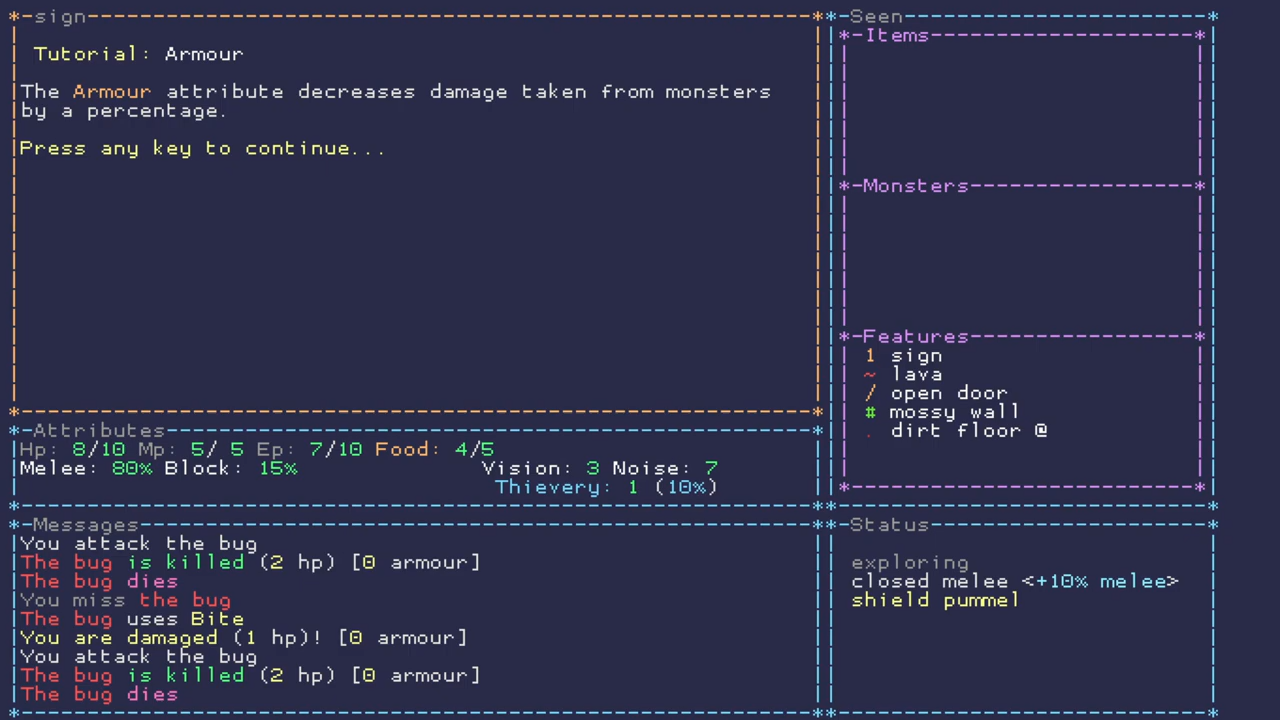 sign
Tutorial: Armour
The Armour attribute decreases damage taken from monsters
by a percentage.
Press any key to continue...
Attributes
Hp: 8/10 Mp: 5/ 5 Ep: 7/10 Food: 4/5
Melee: 80% Block: 15% Vision: 3 Noise: 7
Thievery: 1 (10%)
Messages
You attack the bug
The bug is killed (2 hp) [0 armour]
The bug dies
You miss the bug
The bug uses Bite
You are damaged (1 hp)! [0 armour]
You attack the bug
The bug is killed (2 hp) [0 armour]
The bug dies
Seen
Items
Monsters
Features
1 sign
~ lava
/ open door
# mossy wall
. dirt floor @
Status
exploring
closed melee <+10% melee>
shield pummel